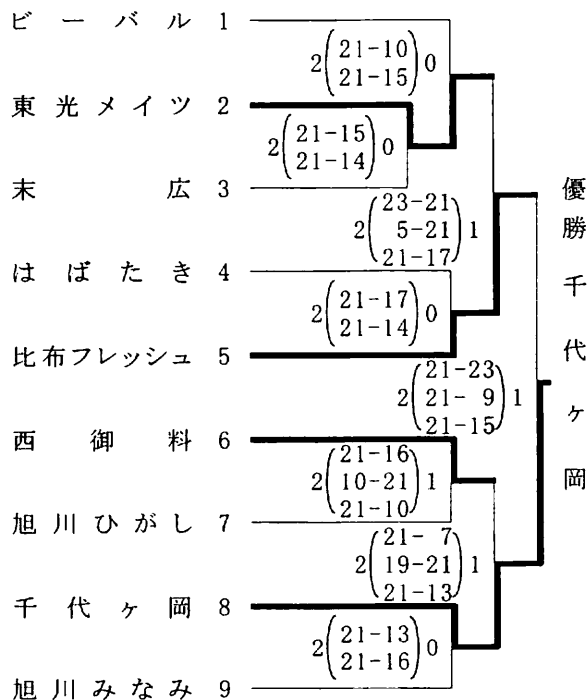 ビーバル 1
2(21-10 21-15)0
東光メイツ 2
2(21-15 21-14)0
末広 3
2(23-21 5-21 21-17)1
はばたき 4
2(21-17 21-14)0
比布フレッシュ 5
2(21-23 21-9 21-15)1
西御料 6
2(21-16 10-21 21-10)1
旭川ひがし 7
2(21-7 19-21 21-13)1
千代ヶ岡 8
2(21-13 21-16)0
旭川みなみ 9
優勝千代ヶ岡